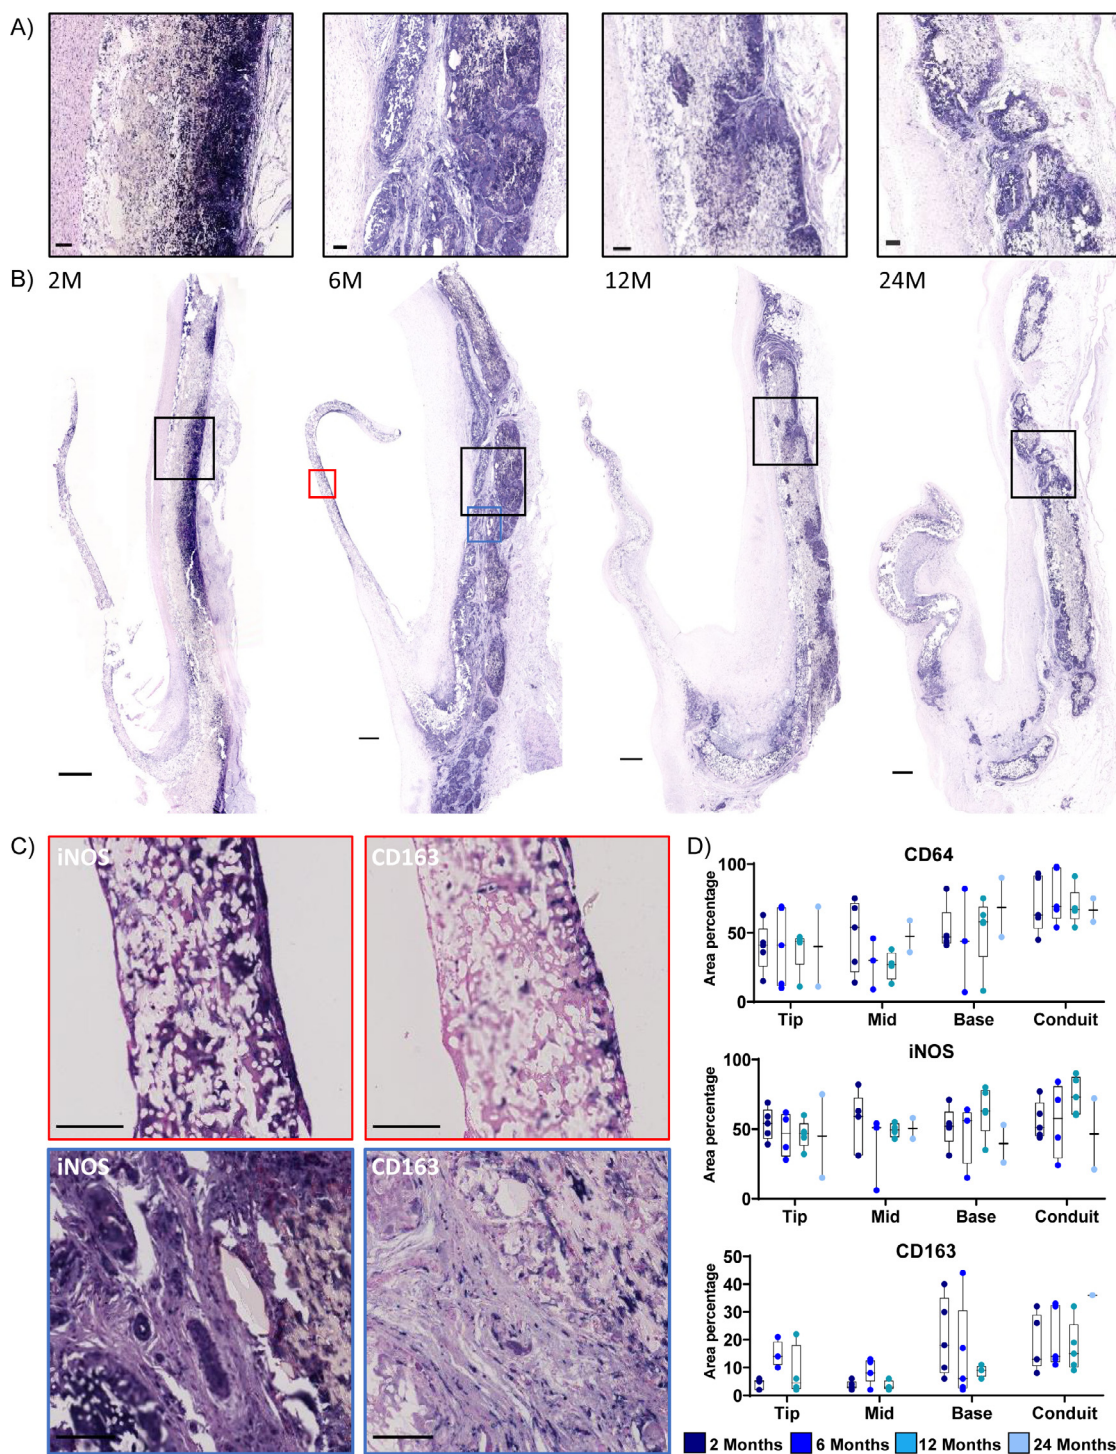 A)
B) 2M 6M 12M 24M
C) iNOS CD163
iNOS CD163
D)
CD64
Area percentage
100
50
0
Tip Mid Base Conduit
iNOS
Area percentage
100
50
0
Tip Mid Base Conduit
CD163
Area percentage
50
40
30
20
10
0
Tip Mid Base Conduit
2 Months 6 Months 12 Months 24 Months